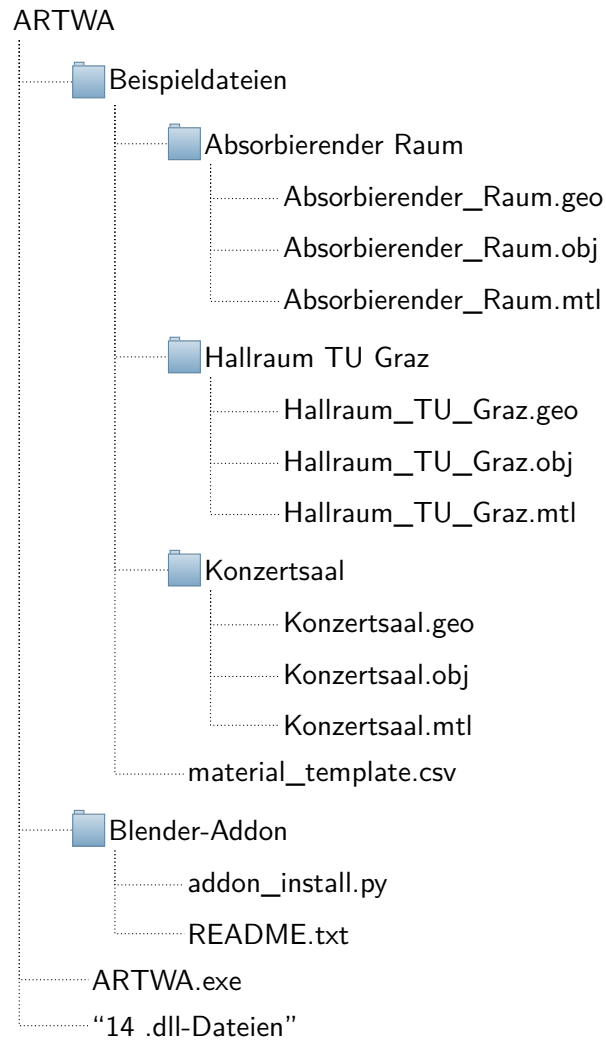 ARTWA
Beispieldateien
Absorbierender Raum
Absorbierender_Raum.geo
Absorbierender_Raum.obj
Absorbierender_Raum.mtl
Hallraum TU Graz
Hallraum_TU_Graz.geo
Hallraum_TU_Graz.obj
Hallraum_TU_Graz.mtl
Konzertsaal
Konzertsaal.geo
Konzertsaal.obj
Konzertsaal.mtl
material_template.csv
Blender-Addon
addon_install.py
README.txt
ARTWA.exe
“14 .dll-Dateien”